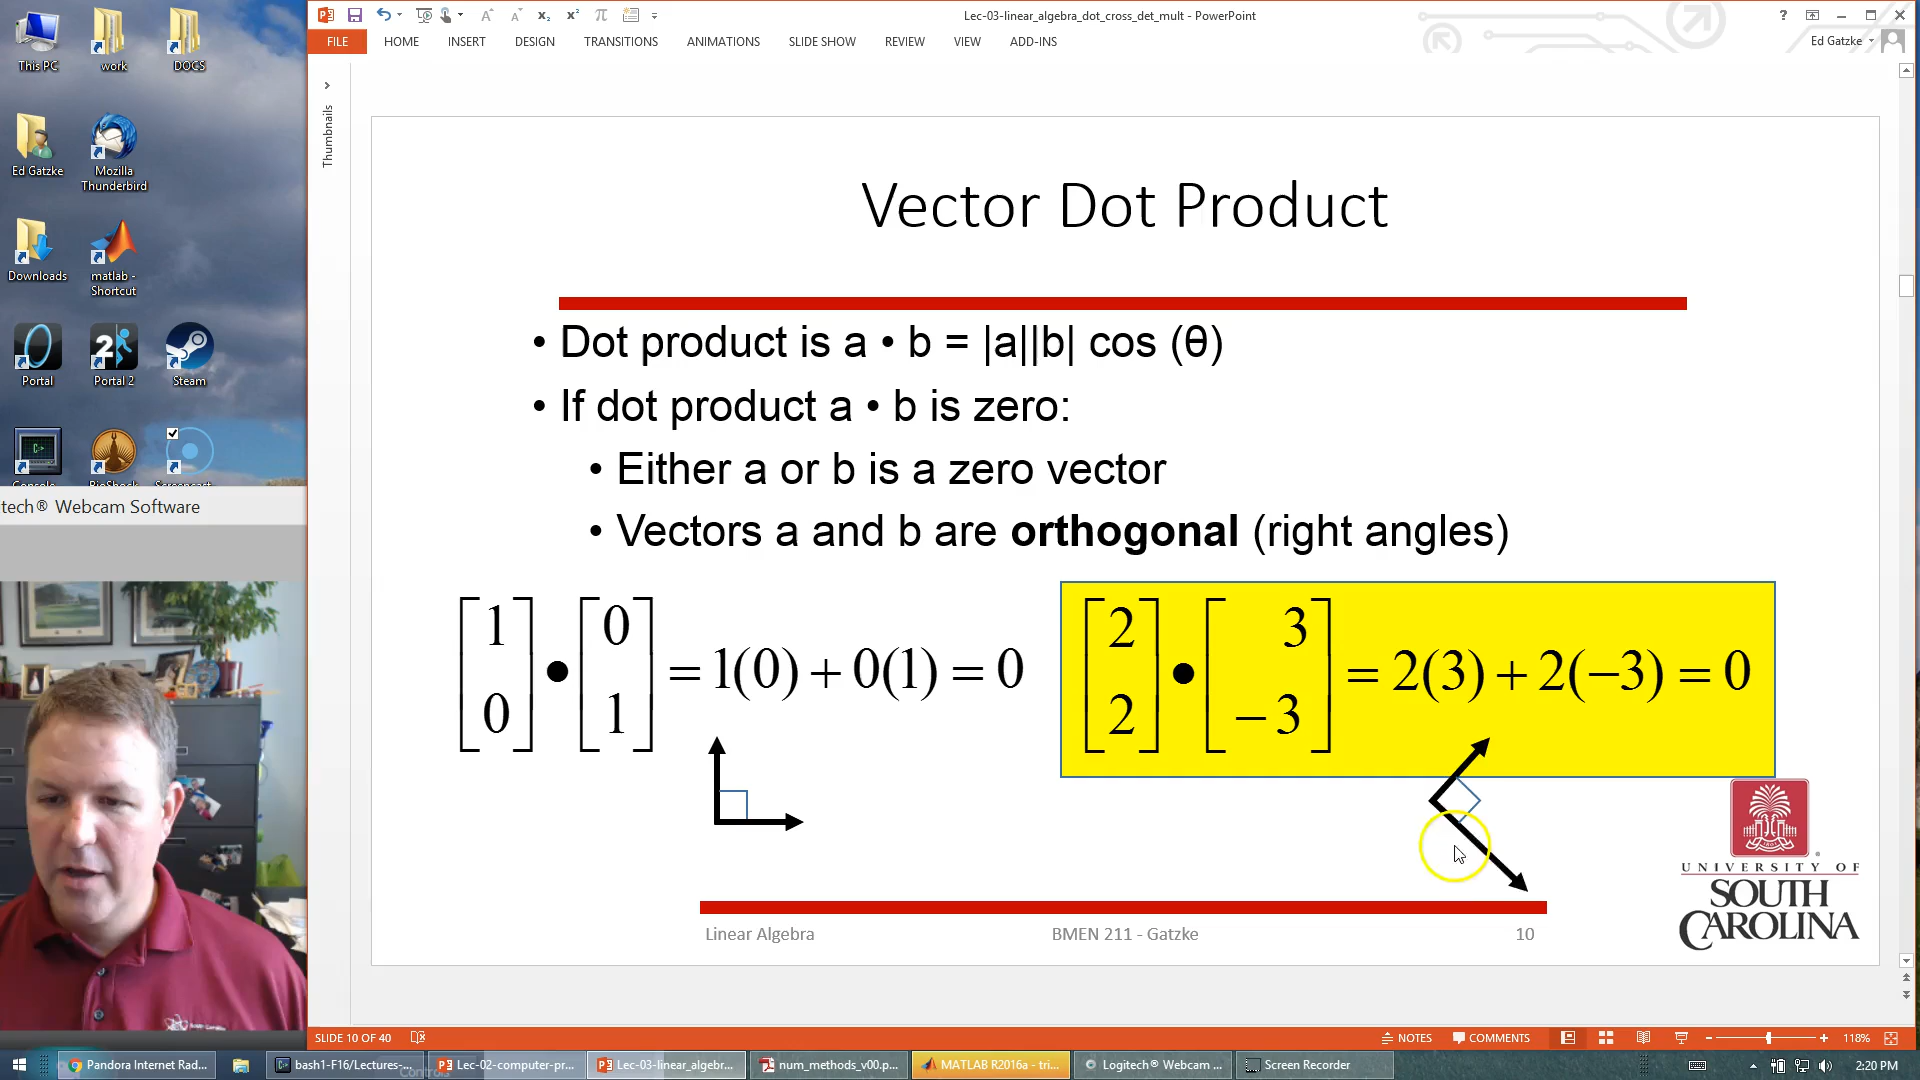 Lec-03-linear_algebra_dot_cross_det_mult - PowerPoint
FILE HOME INSERT DESIGN TRANSITIONS ANIMATIONS SLIDE SHOW REVIEW VIEW ADD-INS
Ed Gatzke
This PC
work
DOCS
Ed Gatzke
Mozilla Thunderbird
Downloads
matlab - Shortcut
Portal
Portal 2
Steam
Console
BioShock
Screencast
tech® Webcam Software
Thumbnails
Vector Dot Product
• Dot product is a • b = |a||b| cos (θ)
• If dot product a • b is zero:
• Either a or b is a zero vector
• Vectors a and b are orthogonal (right angles)
[1 0] • [0 1] = 1(0) + 0(1) = 0
[2 2] • [3 −3] = 2(3) + 2(−3) = 0
UNIVERSITY OF
SOUTH
CAROLINA
Linear Algebra
BMEN 211 - Gatzke
10
SLIDE 10 OF 40
NOTES
COMMENTS
118%
Pandora Internet Rad...
bash1-F16/Lectures-...
Lec-02-computer-pr...
Lec-03-linear_algebr...
num_methods_v00.p...
MATLAB R2016a - tri...
Logitech® Webcam ...
Screen Recorder
2:20 PM